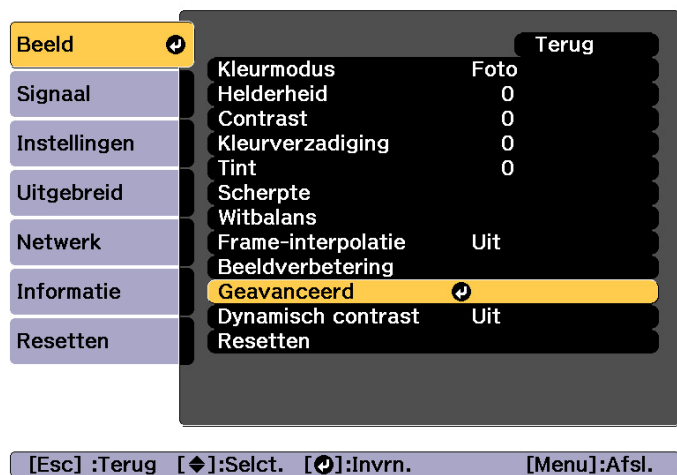 Beeld
Signaal
Instellingen
Uitgebreid
Netwerk
Informatie
Resetten
Terug
Kleurmodus Foto
Helderheid 0
Contrast 0
Kleurverzadiging 0
Tint 0
Scherpte
Witbalans
Frame-interpolatie Uit
Beeldverbetering
Geavanceerd
Dynamisch contrast Uit
Resetten
[Esc] :Terug [◆]:Selct. [↵]:Invrn. [Menu]:Afsl.